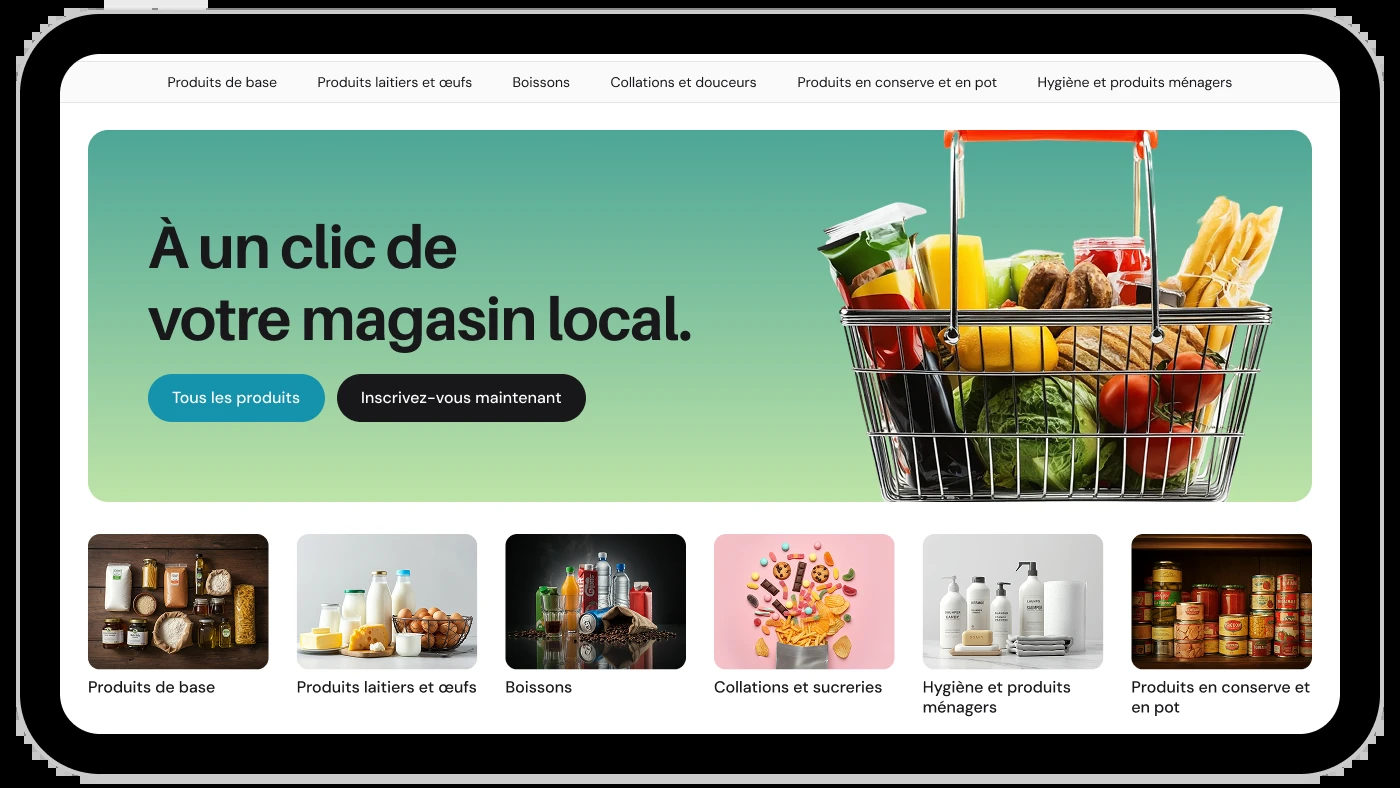 Produits de base
Produits laitiers et œufs
Boissons
Collations et douceurs
Produits en conserve et en pot
Hygiène et produits ménagers
À un clic de
votre magasin local.
Tous les produits
Inscrivez-vous maintenant
Produits de base
Produits laitiers et œufs
Boissons
Collations et sucreries
Hygiène et produits
ménagers
Produits en conserve et
en pot